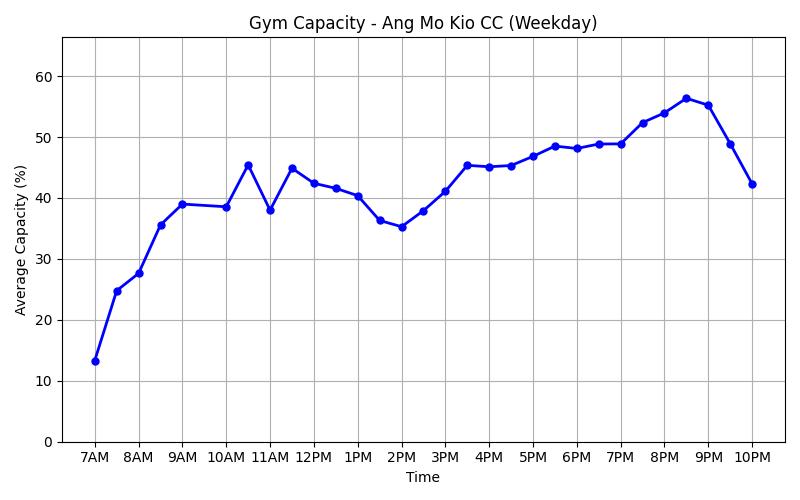 Gym Capacity - Ang Mo Kio CC (Weekday)
Average Capacity (%)
60
50
40
30
20
10
0
7AM 8AM 9AM 10AM 11AM 12PM 1PM 2PM 3PM 4PM 5PM 6PM 7PM 8PM 9PM 10PM
Time